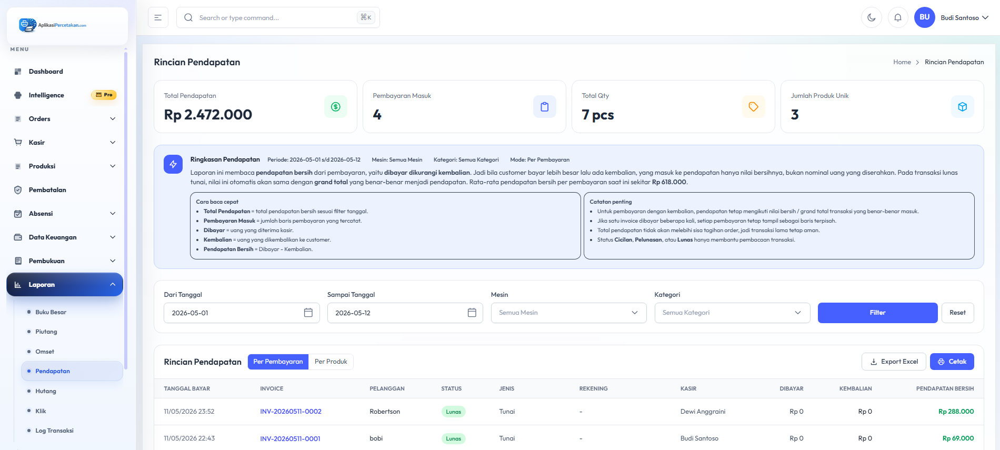 AplikasiPercetakan.com
Search or type command...
⌘K
BU
Budi Santoso
MENU
Dashboard
Intelligence
Pro
Orders
Kasir
Produksi
Pembatalan
Absensi
Data Keuangan
Pembukuan
Laporan
Buku Besar
Piutang
Omset
Pendapatan
Hutang
Klik
Log Transaksi
Rincian Pendapatan
Home > Rincian Pendapatan
Total Pendapatan
Rp 2.472.000
Pembayaran Masuk
4
Total Qty
7 pcs
Jumlah Produk Unik
3
Ringkasan Pendapatan Periode: 2026-05-01 s/d 2026-05-12 Mesin: Semua Mesin Kategori: Semua Kategori Mode: Per Pembayaran
Laporan ini membaca pendapatan bersih dari pembayaran, yaitu dibayar dikurangi kembalian. Jadi bila customer bayar lebih besar lalu ada kembalian, yang masuk ke pendapatan hanya nilai bersihnya, bukan nominal uang yang diserahkan. Pada transaksi lunas
tunai, nilai ini otomatis akan sama dengan grand total yang benar-benar menjadi pendapatan. Rata-rata pendapatan bersih per pembayaran saat ini sekitar Rp 618.000.
Cara baca cepat
• Total Pendapatan = total pendapatan bersih sesuai filter tanggal.
• Pembayaran Masuk = jumlah baris pembayaran yang tercatat.
• Dibayar = uang yang diterima kasir.
• Kembalian = uang yang dikembalikan ke customer.
• Pendapatan Bersih = Dibayar - Kembalian.
Catatan penting
• Untuk pembayaran dengan kembalian, pendapatan tetap mengikuti nilai bersih / grand total transaksi yang benar-benar masuk.
• Jika satu invoice dibayar beberapa kali, setiap pembayaran tetap tampil sebagai baris terpisah.
• Total pendapatan tidak akan melebihi sisa tagihan order, jadi transaksi lama tetap aman.
• Status Cicilan, Pelunasan, atau Lunas hanya membantu pembacaan transaksi.
Dari Tanggal
2026-05-01
Sampai Tanggal
2026-05-12
Mesin
Semua Mesin
Kategori
Semua Kategori
Filter
Reset
Rincian Pendapatan
Per Pembayaran
Per Produk
Export Excel
Cetak
TANGGAL BAYAR INVOICE PELANGGAN STATUS JENIS REKENING KASIR DIBAYAR KEMBALIAN PENDAPATAN BERSIH
11/05/2026 23:52 INV-20260511-0002 Robertson Lunas Tunai - Dewi Anggraini Rp 0 Rp 0 Rp 288.000
11/05/2026 22:43 INV-20260511-0001 bobi Lunas Tunai - Budi Santoso Rp 0 Rp 0 Rp 69.000